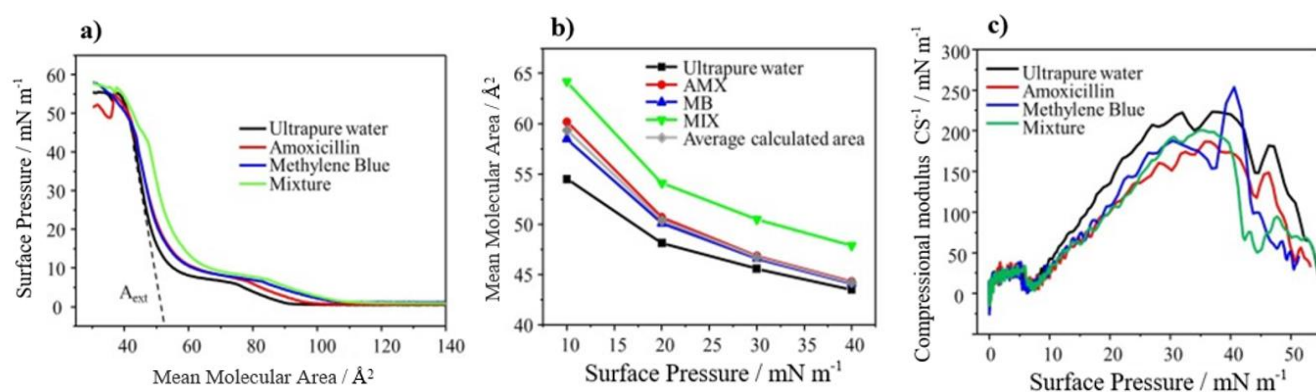 a)
Surface Pressure / mN m⁻¹
60
50
40
30
20
10
0
Ultrapure water
Amoxicillin
Methylene Blue
Mixture
A_ext
40 60 80 100 120 140
Mean Molecular Area / Å²
b)
Mean Molecular Area / Å²
65
60
55
50
45
40
Ultrapure water
AMX
MB
MIX
Average calculated area
10 15 20 25 30 35 40
Surface Pressure / mN m⁻¹
c)
Compressional modulus CS⁻¹ / mN m⁻¹
300
250
200
150
100
50
0
Ultrapure water
Amoxicillin
Methylene Blue
Mixture
0 10 20 30 40 50
Surface Pressure / mN m⁻¹